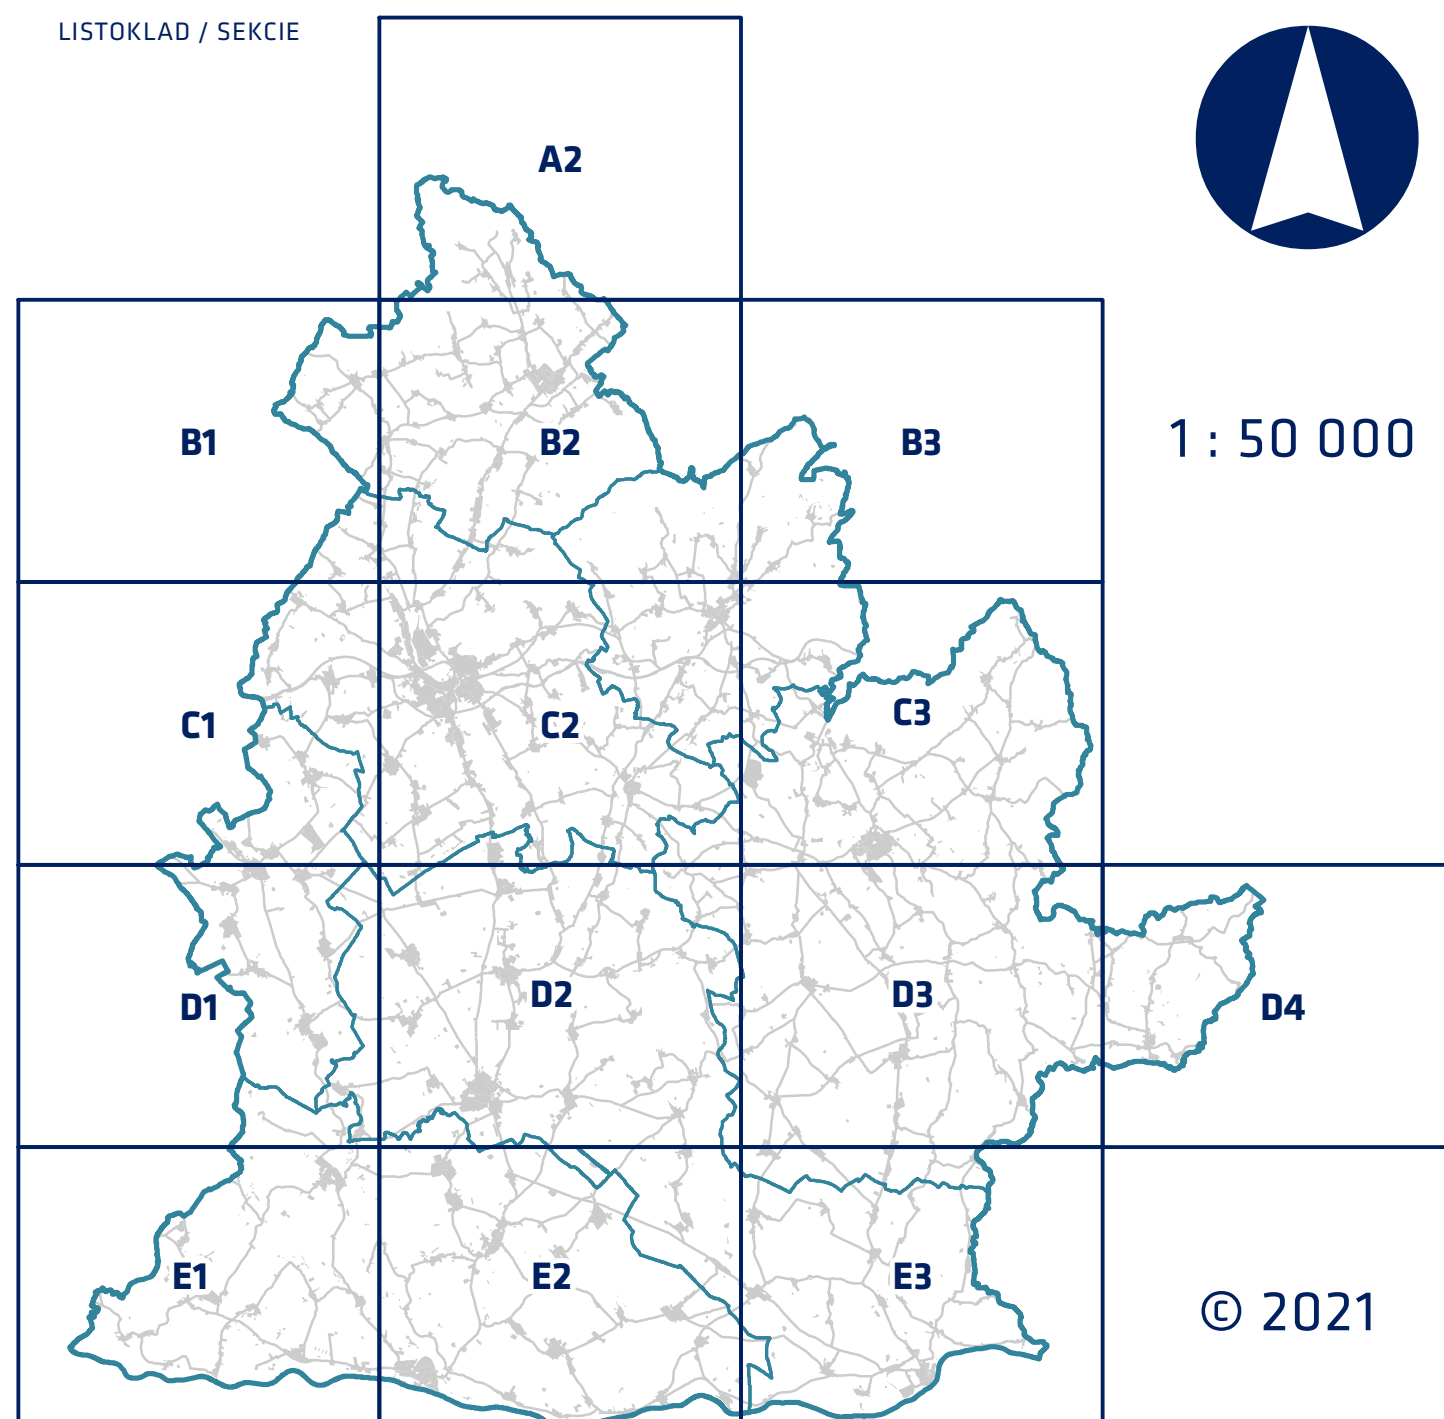 LISTOKLAD / SEKCIE
A2
B1
B2
B3
1 : 50 000
C1
C2
C3
D1
D2
D3
D4
E1
E2
E3
© 2021